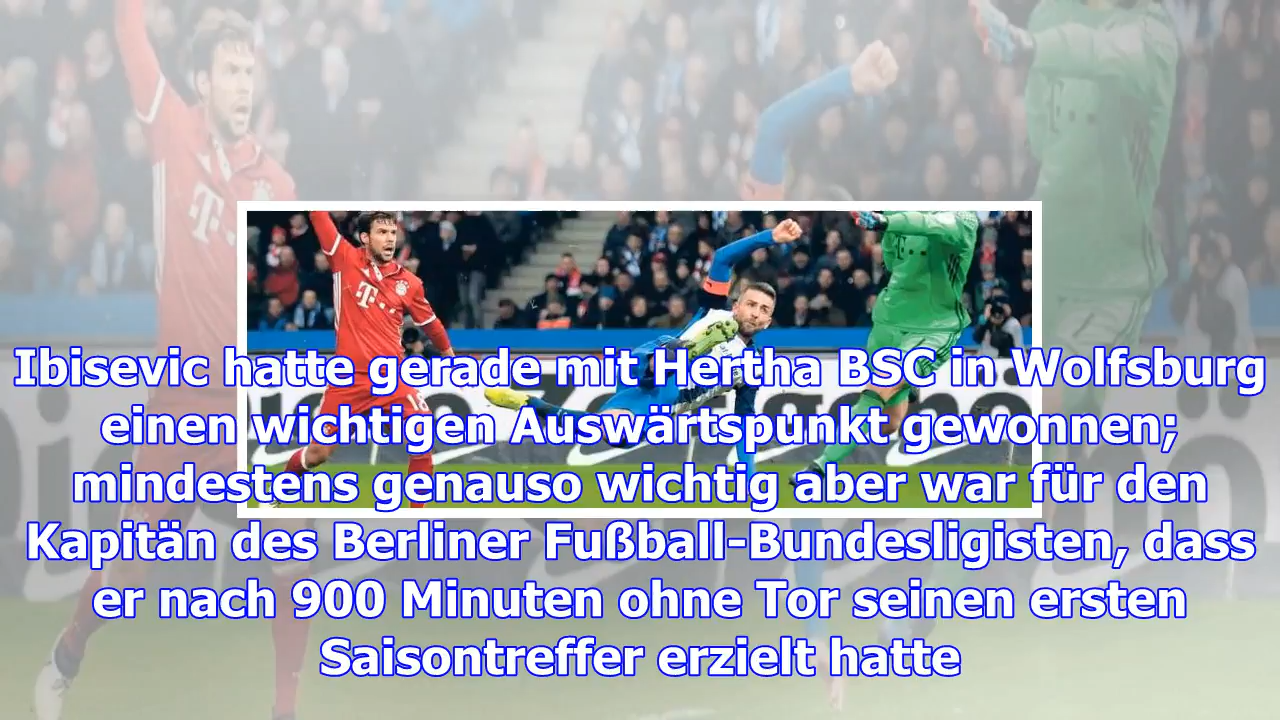 Ibisevic hatte gerade mit Hertha BSC in Wolfsburg
einen wichtigen Auswärtspunkt gewonnen;
mindestens genauso wichtig aber war für den
Kapitän des Berliner Fußball-Bundesligisten, dass
er nach 900 Minuten ohne Tor seinen ersten
Saisontreffer erzielt hatte